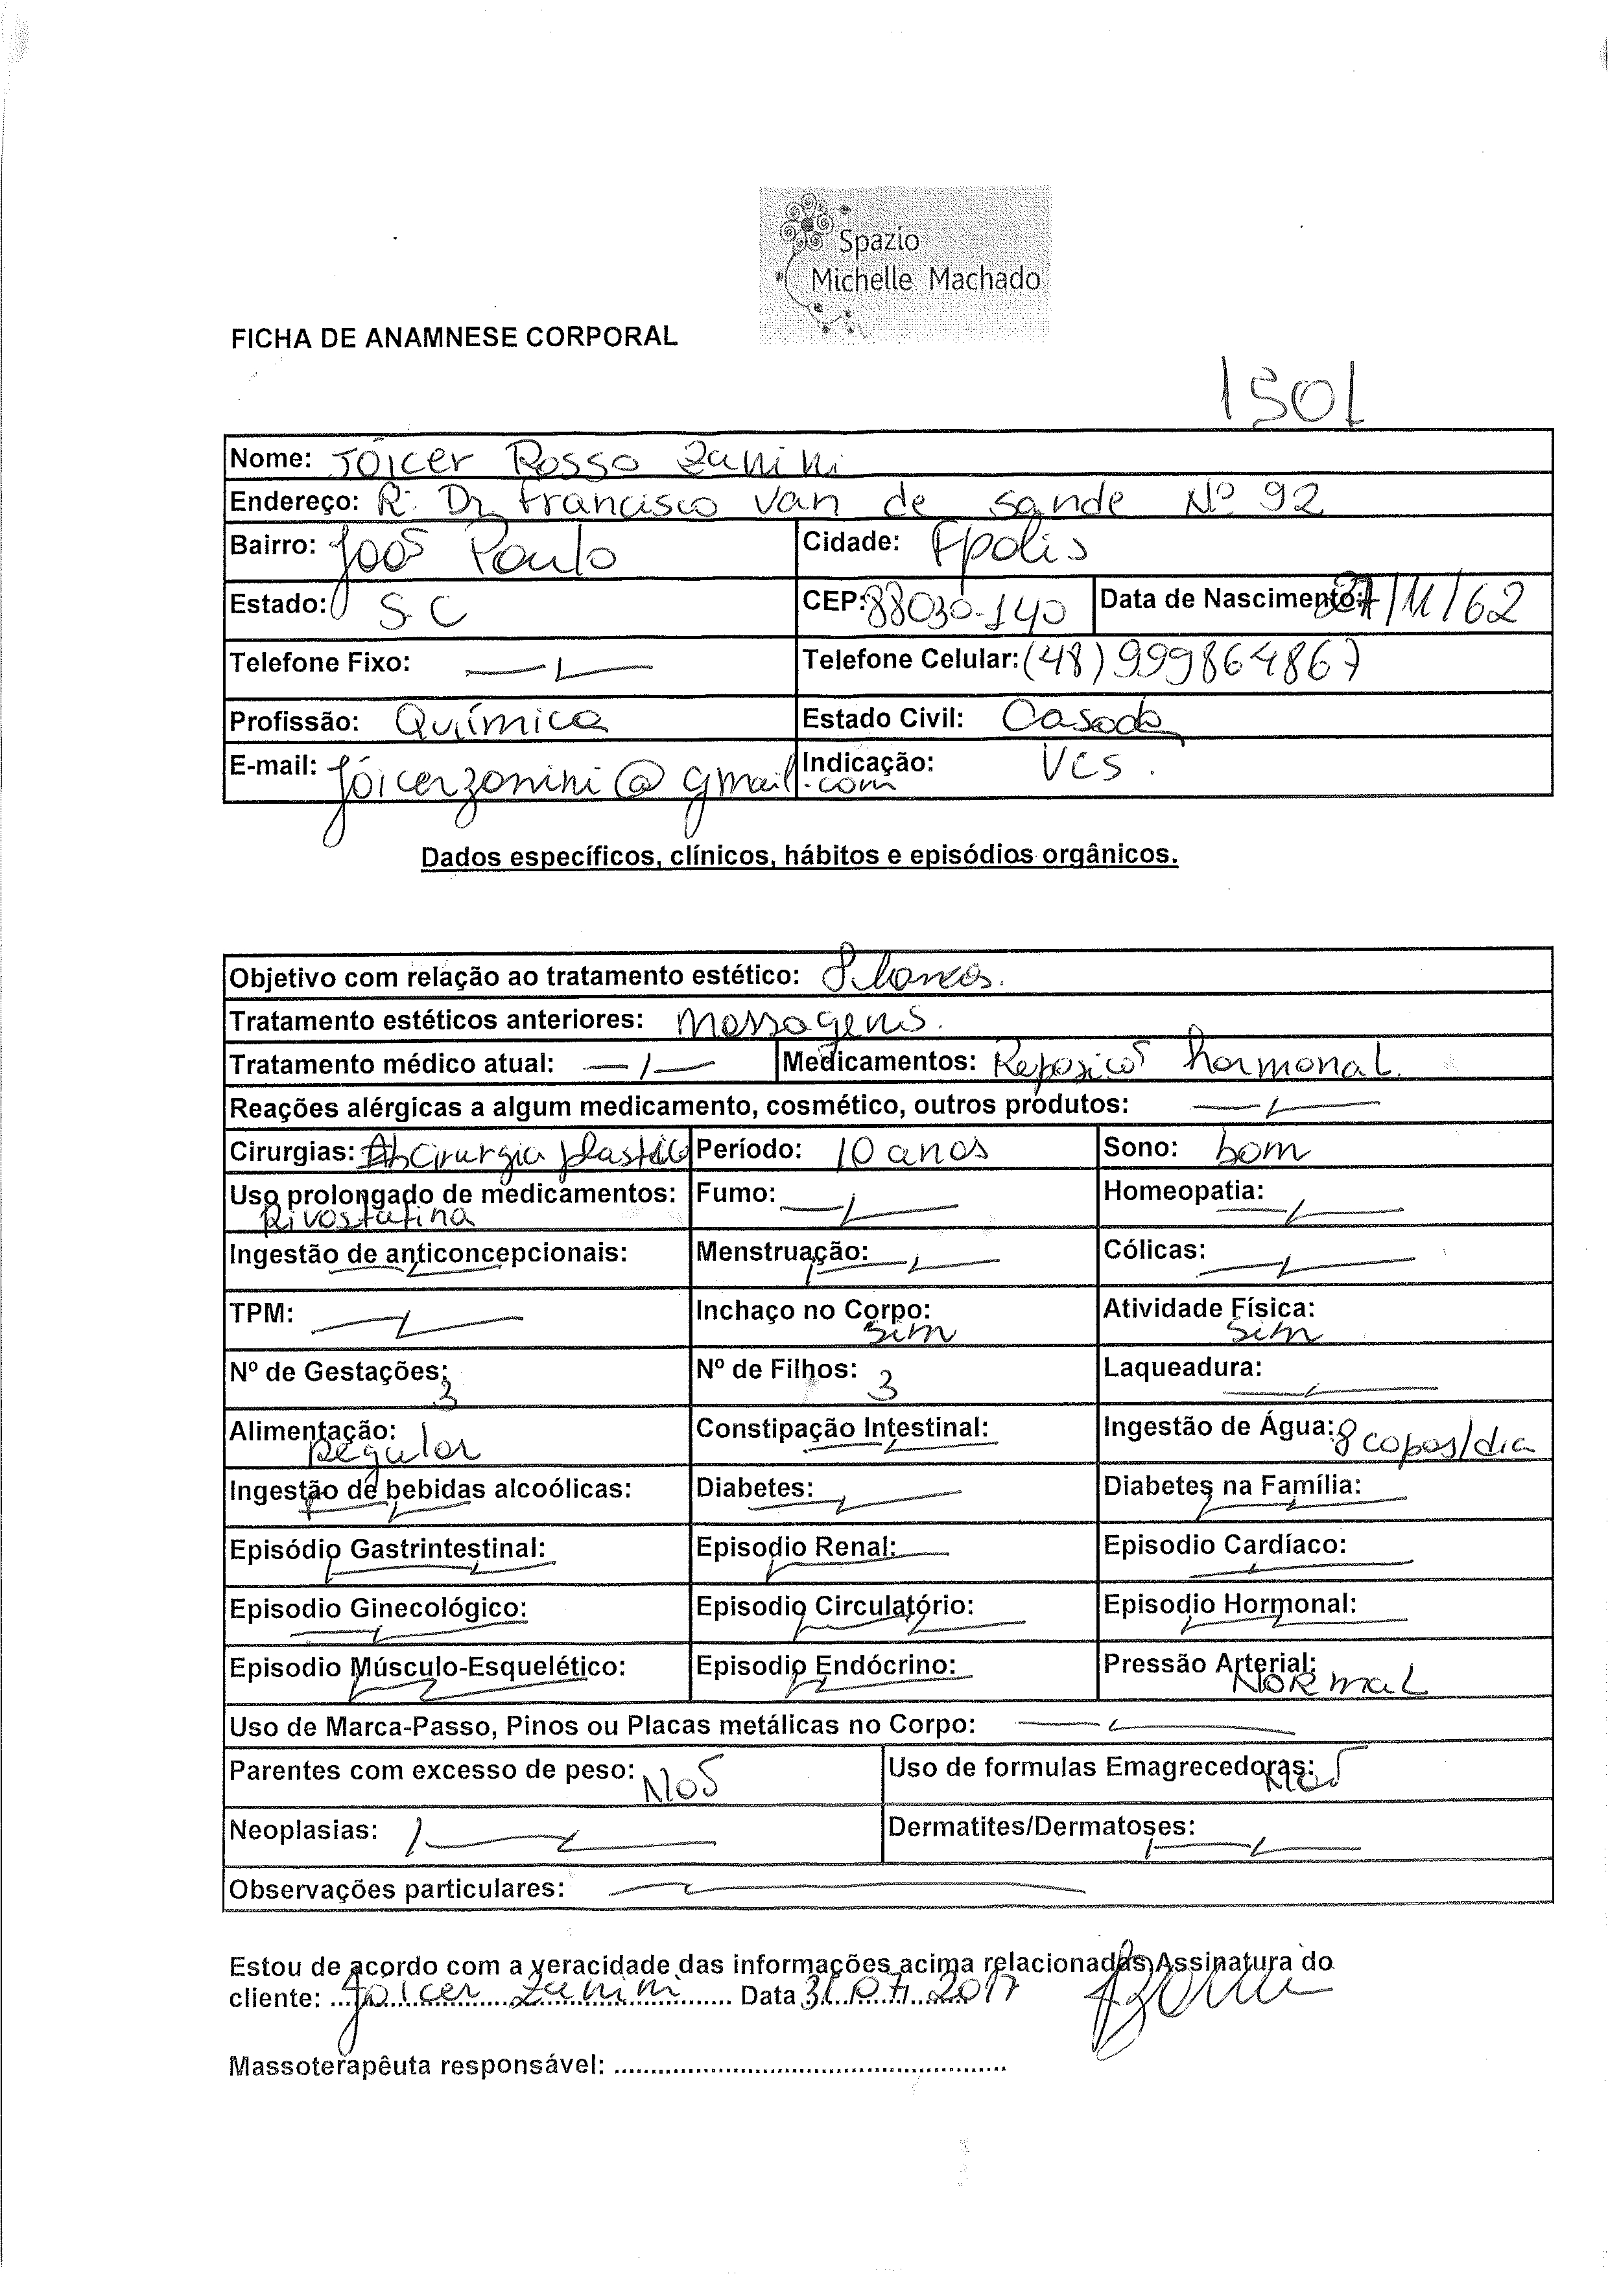 Spazio
Michelle Machado
FICHA DE ANAMNESE CORPORAL
1501
Nome: Jóicer Rosso Zanini
Endereço: R: Dr Francisco Van de Sande Nº 92
Bairro: João Paulo Cidade: Fpolis
Estado: SC CEP: 88030-140 Data de Nascimento: 27/11/62
Telefone Fixo: — Telefone Celular: (48) 999864867
Profissão: Química Estado Civil: Casada
E-mail: joicerzanini@gmail.com Indicação: VCS.
Dados específicos, clínicos, hábitos e episódios orgânicos.
Objetivo com relação ao tratamento estético:
Tratamento estéticos anteriores: Massagens.
Tratamento médico atual: —/— Medicamentos: Reposição hormonal.
Reações alérgicas a algum medicamento, cosmético, outros produtos: —
Cirurgias: Cirurgia plástica Período: 10 anos Sono: bom
Uso prolongado de medicamentos: Rivostatina Fumo: — Homeopatia: —
Ingestão de anticoncepcionais: — Menstruação: — Cólicas: —
TPM: — Inchaço no Corpo: Sim Atividade Física: Sim
Nº de Gestações: 3 Nº de Filhos: 3 Laqueadura: —
Alimentação: Regular Constipação Intestinal: — Ingestão de Água: 8 copos/dia
Ingestão de bebidas alcoólicas: — Diabetes: — Diabetes na Família: —
Episódio Gastrintestinal: — Episodio Renal: — Episodio Cardíaco: —
Episodio Ginecológico: — Episodio Circulatório: — Episodio Hormonal: —
Episodio Músculo-Esquelético: — Episodio Endócrino: — Pressão Arterial: Normal
Uso de Marca-Passo, Pinos ou Placas metálicas no Corpo: —
Parentes com excesso de peso: Não Uso de formulas Emagrecedoras: Não
Neoplasias: — Dermatites/Dermatoses: —
Observações particulares: —
Estou de acordo com a veracidade das informações acima relacionadas) Assinatura do
cliente: Joicer Zanini Data 31.07.2017
Massoterapêuta responsável: ..................................................